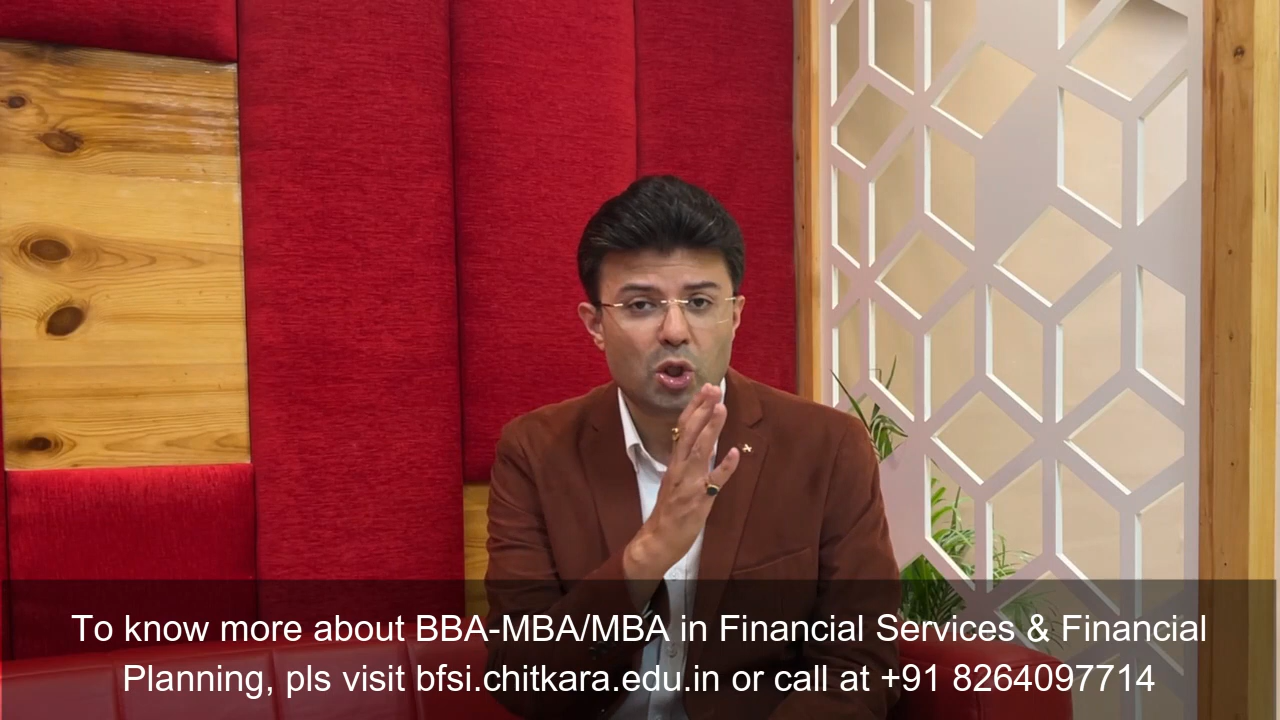 To know more about BBA-MBA/MBA in Financial Services & Financial
Planning, pls visit bfsi.chitkara.edu.in or call at +91 8264097714